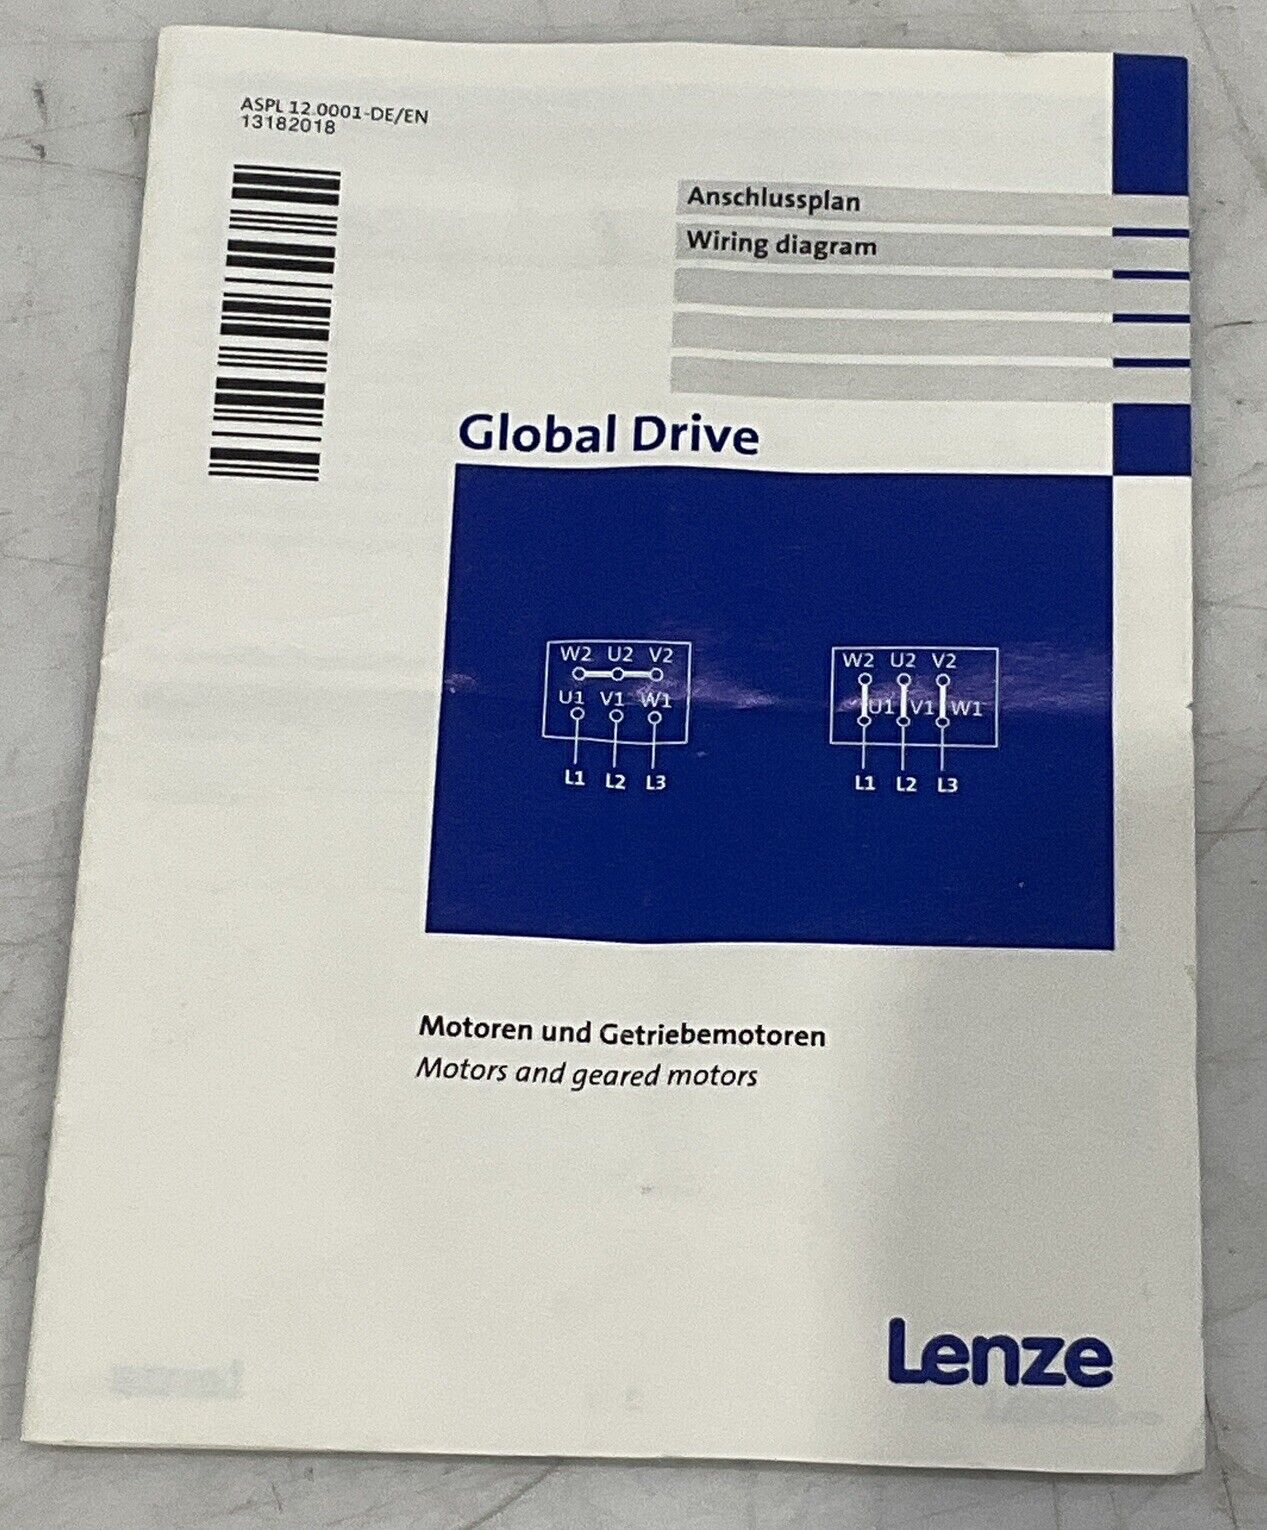 ASPL 12.0001-DE/EN
13182018
Anschlussplan
Wiring diagram
Global Drive
W2 U2 V2
U1 V1 W1
L1 L2 L3
W2 U2 V2
U1 V1 W1
L1 L2 L3
Motoren und Getriebemotoren
Motors and geared motors
Lenze